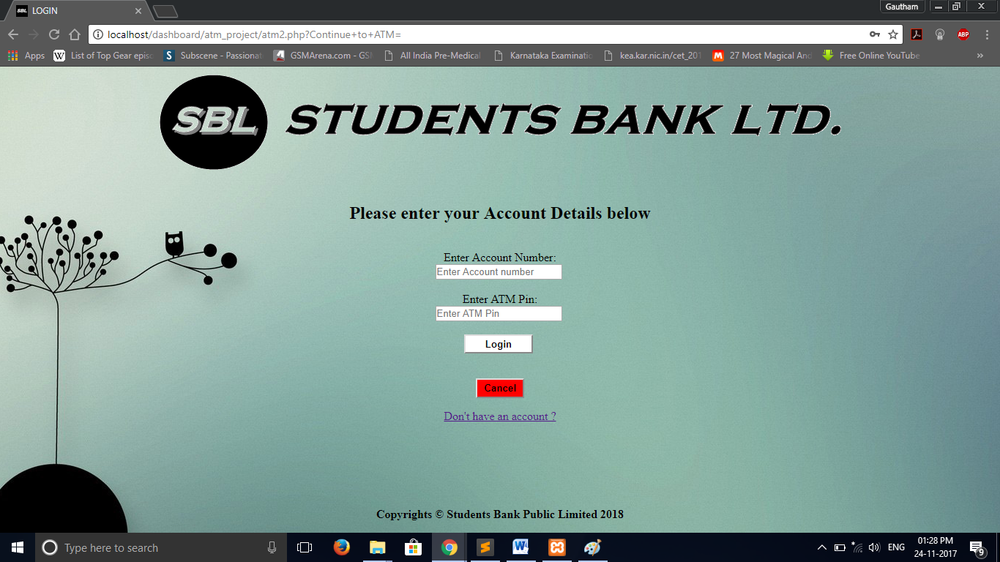 SBL LOGIN
Gautham
localhost/dashboard/atm_project/atm2.php?Continue+to+ATM=
ABP
Apps W List of Top Gear episo S Subscene - Passionat GSMArena.com - GSM All India Pre-Medical Karnataka Examinatio kea.kar.nic.in/cet_201 27 Most Magical And Free Online YouTube »
SBL STUDENTS BANK LTD.
Please enter your Account Details below
Enter Account Number:
Enter Account number
Enter ATM Pin:
Enter ATM Pin
Login
Cancel
Don't have an account ?
Copyrights © Students Bank Public Limited 2018
Type here to search
ENG
01:28 PM
24-11-2017
9